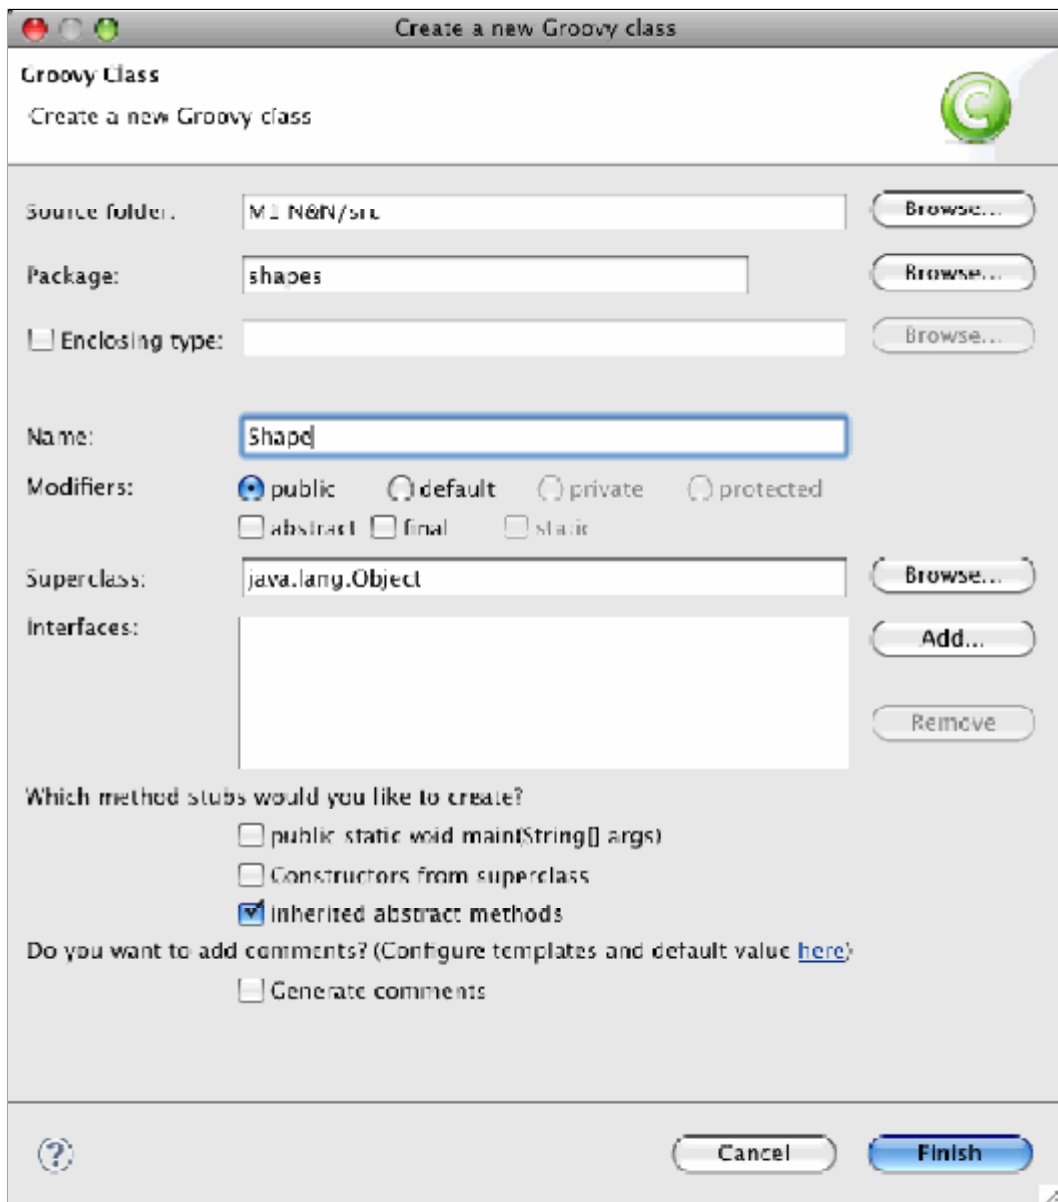 Create a new Groovy class
Groovy Class
Create a new Groovy class
C
Source folder: M1 N&N/src Browse...
Package: shapes Browse...
Enclosing type: Browse...
Name: Shape
Modifiers: public default private protected
abstract final static
Superclass: java.lang.Object Browse...
Interfaces: Add...
Remove
Which method stubs would you like to create?
public static void main(String[] args)
Constructors from superclass
Inherited abstract methods
Do you want to add comments? (Configure templates and default value here)
Generate comments
? Cancel Finish